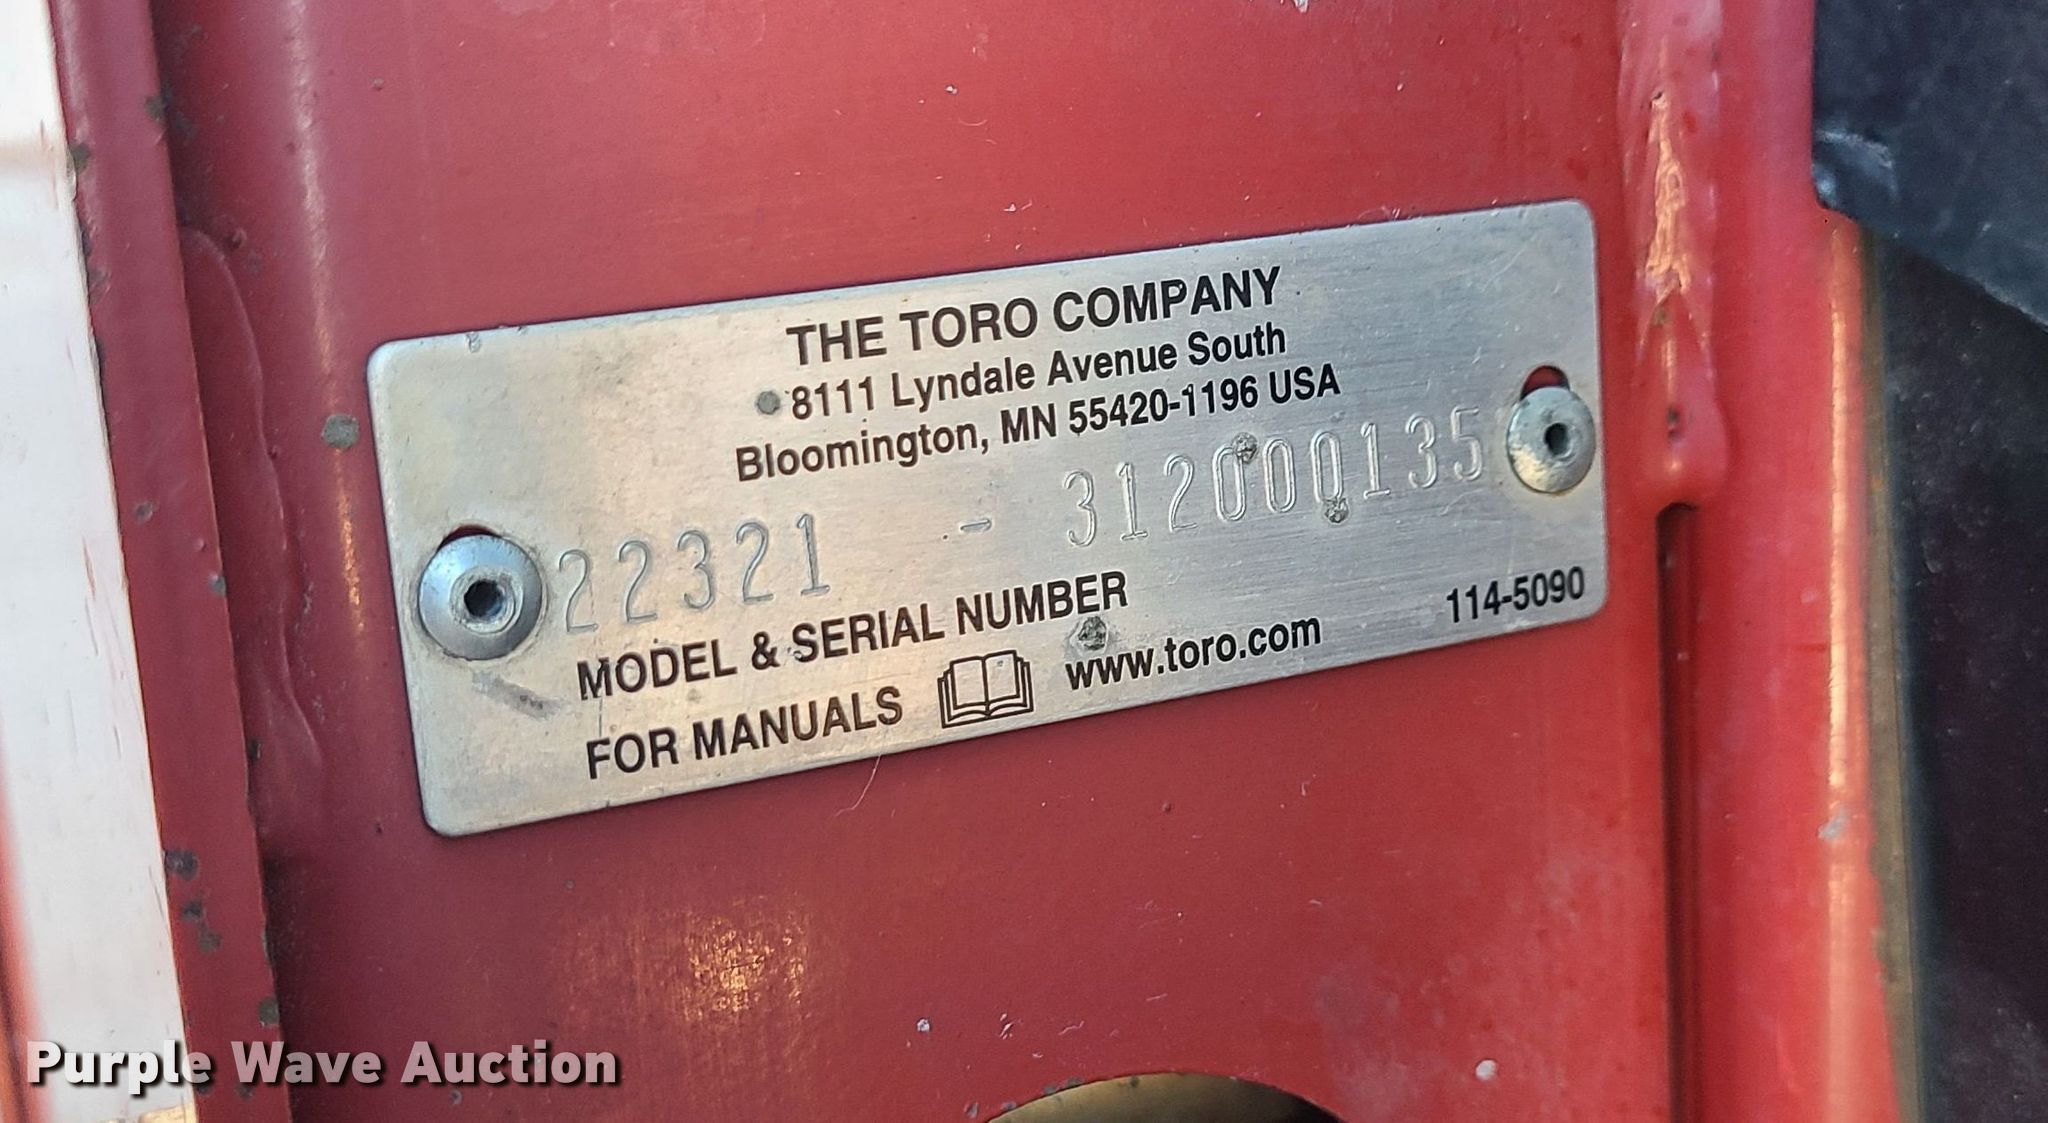 THE TORO COMPANY
8111 Lyndale Avenue South
Bloomington, MN 55420-1196 USA
22321 - 312000135
MODEL & SERIAL NUMBER
FOR MANUALS www.toro.com 114-5090
Purple Wave Auction